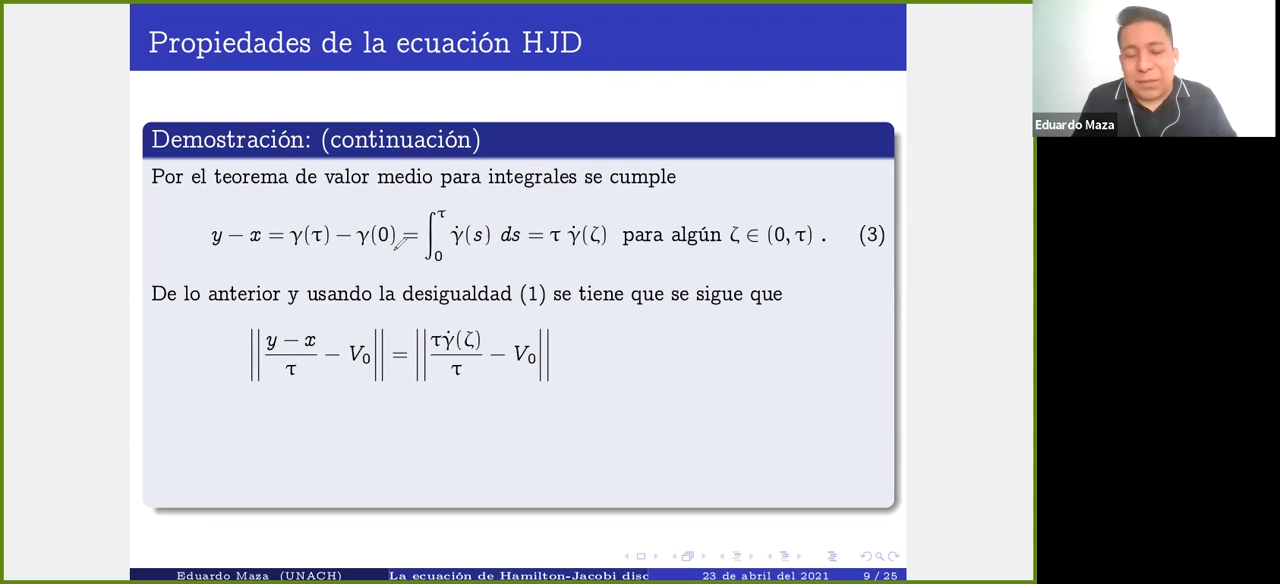 Propiedades de la ecuación HJD
Eduardo Maza
Demostración: (continuación)
Por el teorema de valor medio para integrales se cumple
y − x = γ(τ) − γ(0) = ∫₀^τ γ̇(s) ds = τ γ̇(ζ) para algún ζ ∈ (0, τ) . (3)
De lo anterior y usando la desigualdad (1) se tiene que se sigue que
||(y − x)/τ − V₀|| = ||τγ̇(ζ)/τ − V₀||
Eduardo Maza (UNACH) La ecuación de Hamilton-Jacobi disc 23 de abril del 2021 9 / 25